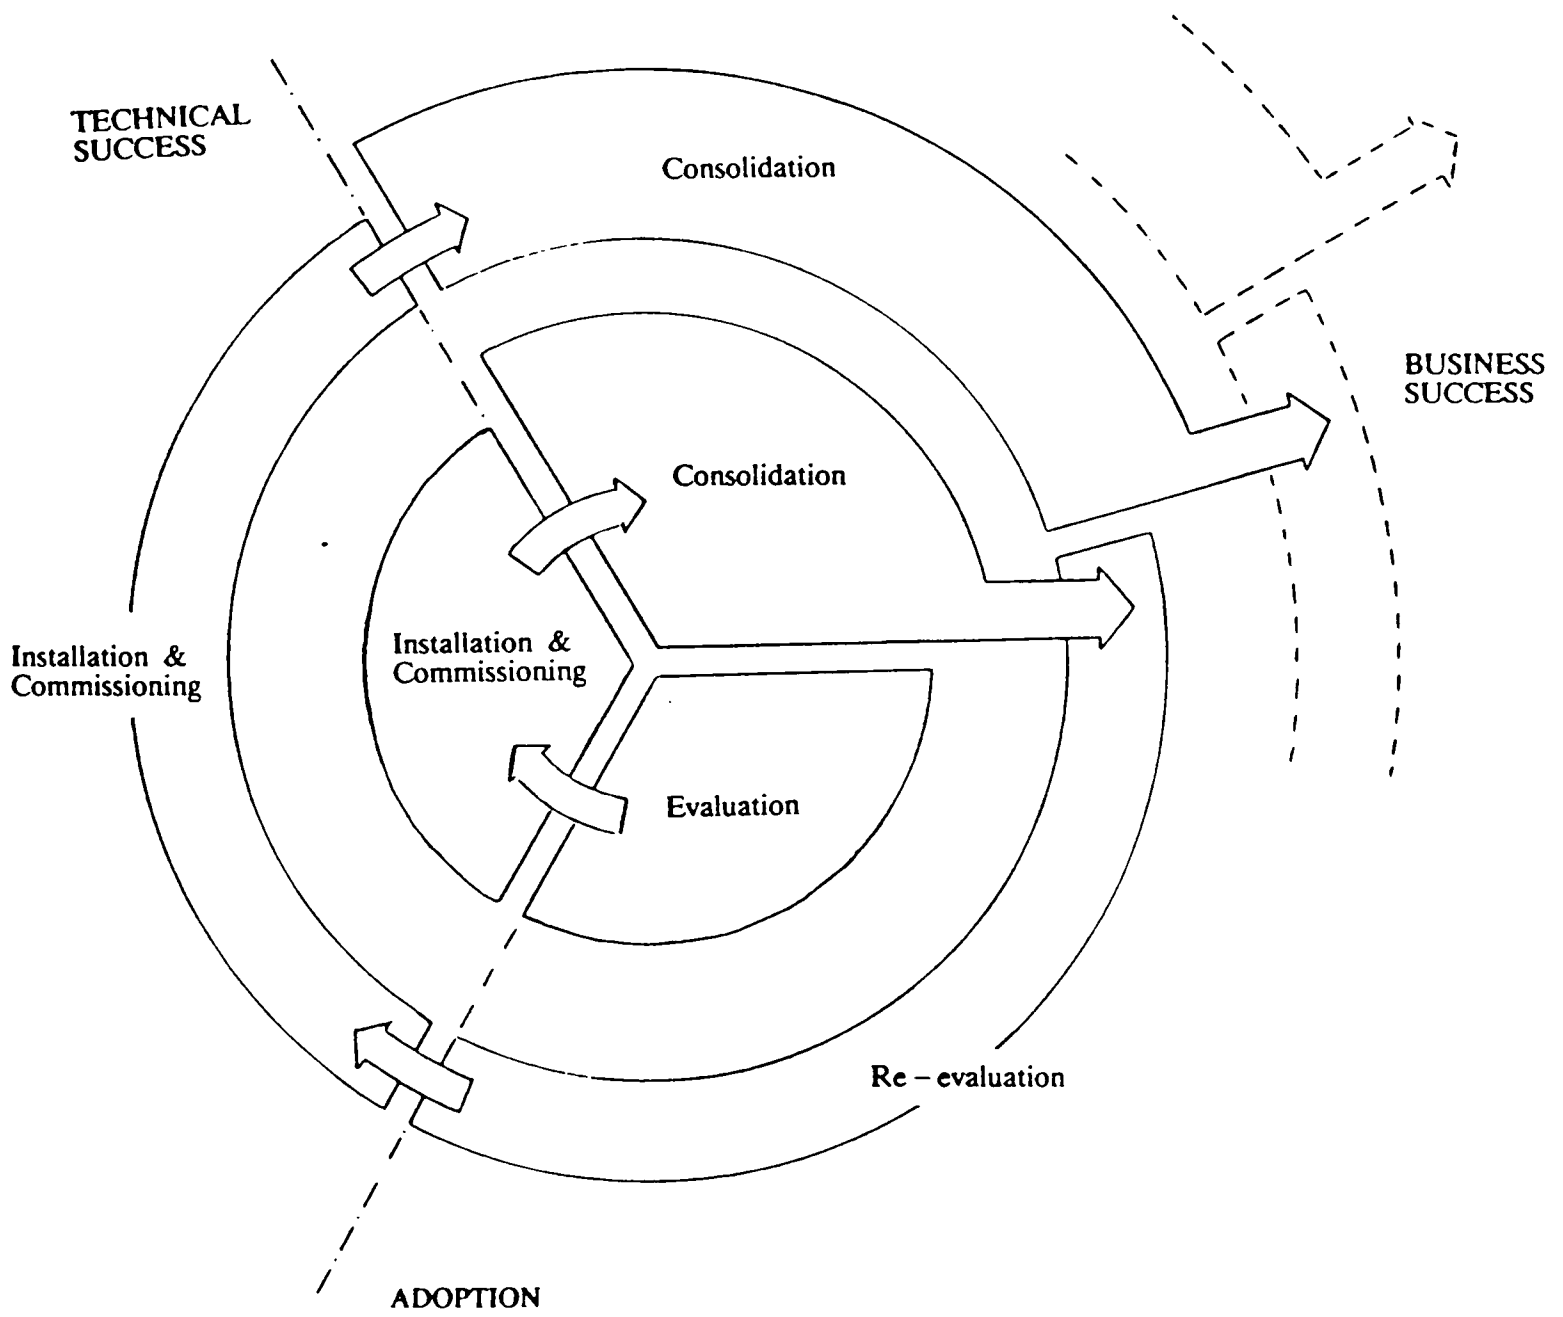 TECHNICAL
SUCCESS
Consolidation
BUSINESS
SUCCESS
Consolidation
Installation &
Commissioning
Installation &
Commissioning
Evaluation
Re – evaluation
ADOPTION